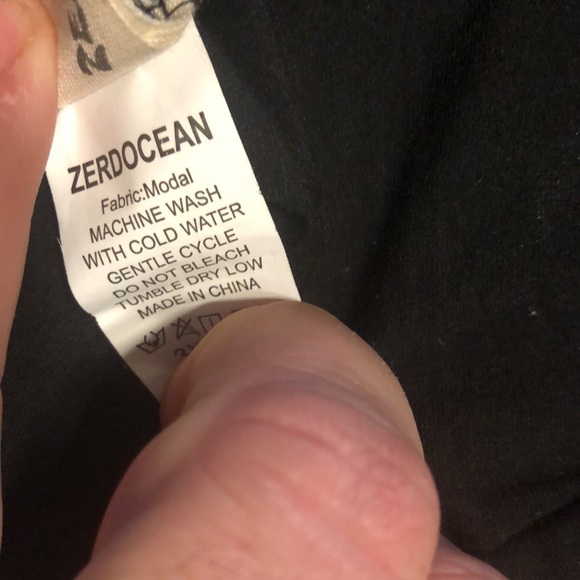 ZERDOCEAN
Fabric:Modal
MACHINE WASH
WITH COLD WATER
GENTLE CYCLE
DO NOT BLEACH
TUMBLE DRY LOW
MADE IN CHINA